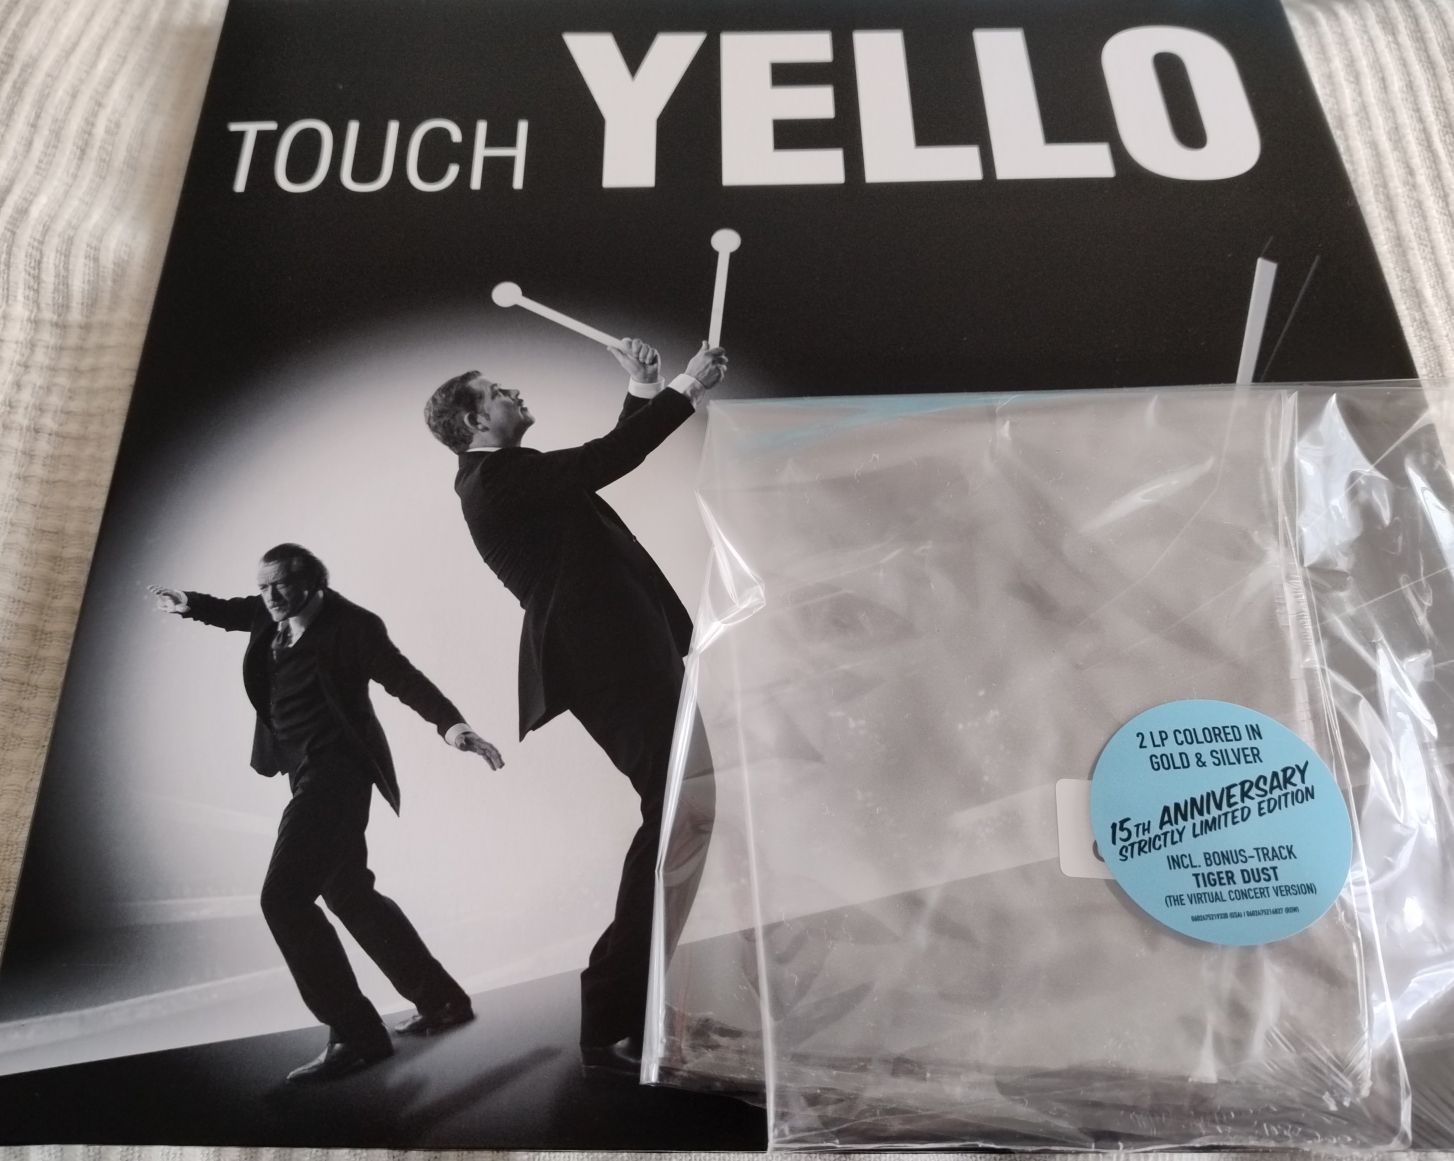 TOUCH YELLO
2 LP COLORED IN
GOLD & SILVER
15TH ANNIVERSARY
STRICTLY LIMITED EDITION
INCL. BONUS-TRACK
TIGER DUST
(THE VIRTUAL CONCERT VERSION)